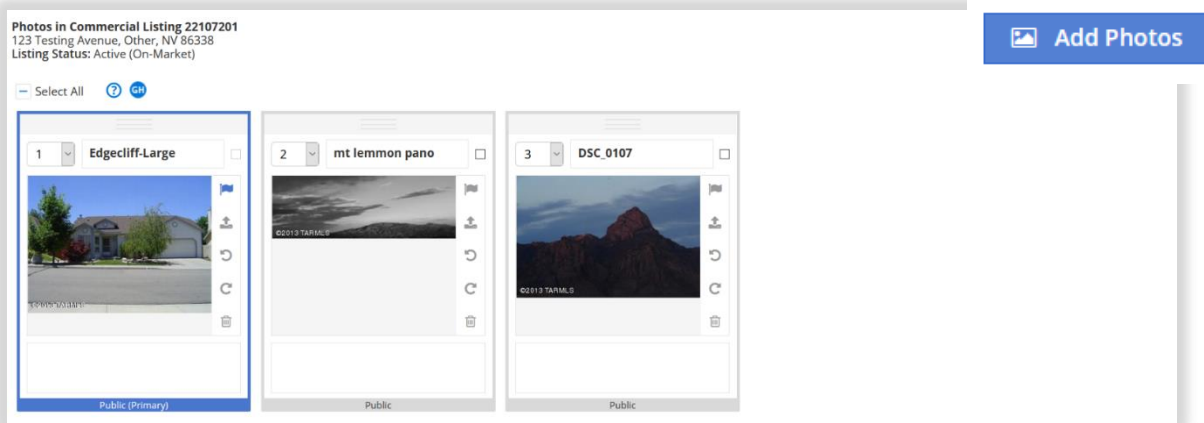 Photos in Commercial Listing 22107201
123 Testing Avenue, Other, NV 86338
Listing Status: Active (On-Market)
Add Photos
Select All ? GH
1 Edgecliff-Large
2 mt lemmon pano
3 DSC_0107
©2013 TARMLS
©2013 TARMLS
©2013 TARMLS
Public (Primary)
Public
Public